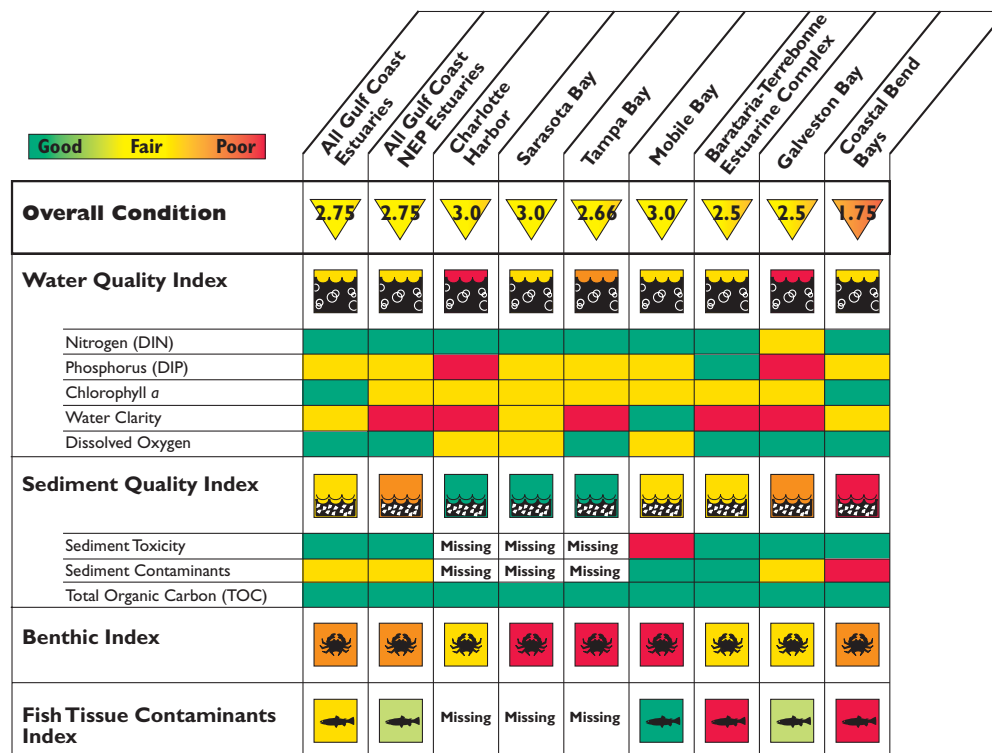 All Gulf Coast
Estuaries
All Gulf Coast
NEP Estuaries
Charlotte
Harbor
Sarasota Bay
Tampa Bay
Mobile Bay
Barataria-Terrebonne
Estuarine Complex
Galveston Bay
Coastal Bend
Bays
Good Fair Poor
Overall Condition 2.75 2.75 3.0 3.0 2.66 3.0 2.5 2.5 1.75
Water Quality Index
Nitrogen (DIN)
Phosphorus (DIP)
Chlorophyll a
Water Clarity
Dissolved Oxygen
Sediment Quality Index
Sediment Toxicity Missing Missing Missing
Sediment Contaminants Missing Missing Missing
Total Organic Carbon (TOC)
Benthic Index
Fish Tissue Contaminants
Index Missing Missing Missing